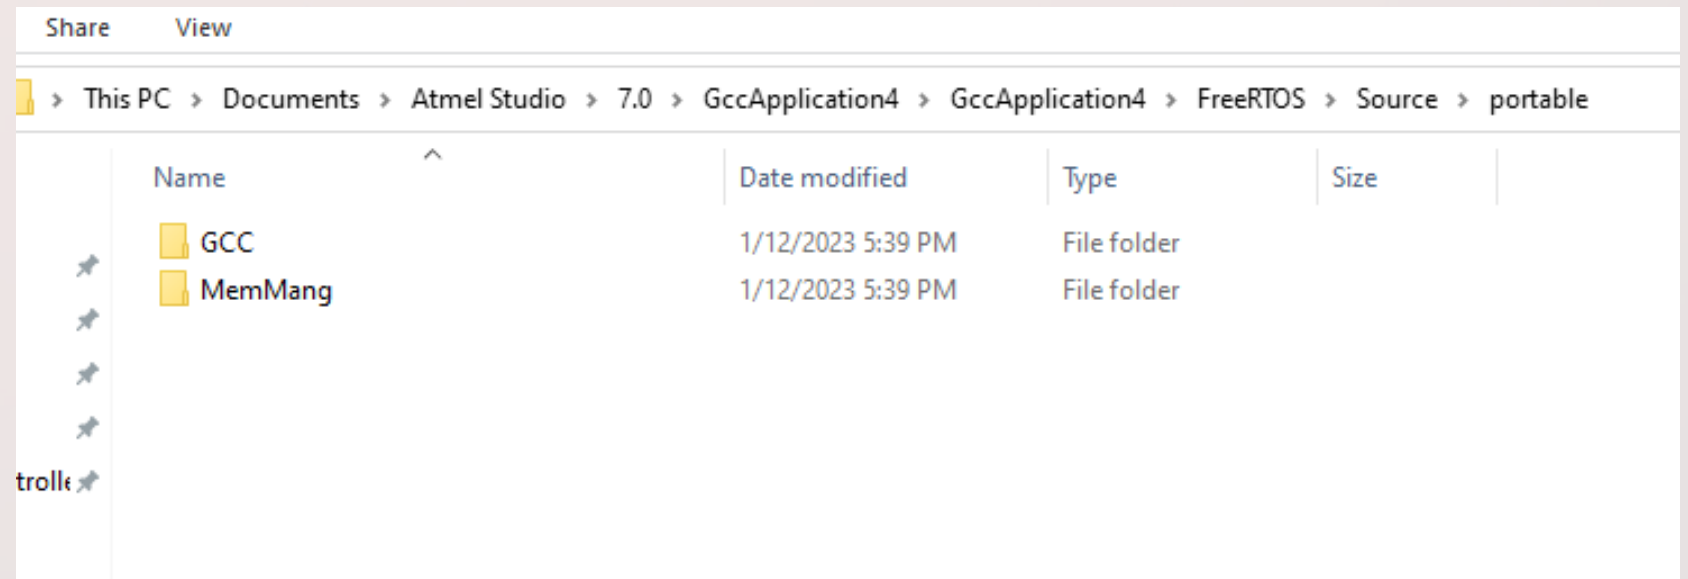 Share View
This PC > Documents > Atmel Studio > 7.0 > GccApplication4 > GccApplication4 > FreeRTOS > Source > portable
Name Date modified Type Size
GCC 1/12/2023 5:39 PM File folder
MemMang 1/12/2023 5:39 PM File folder